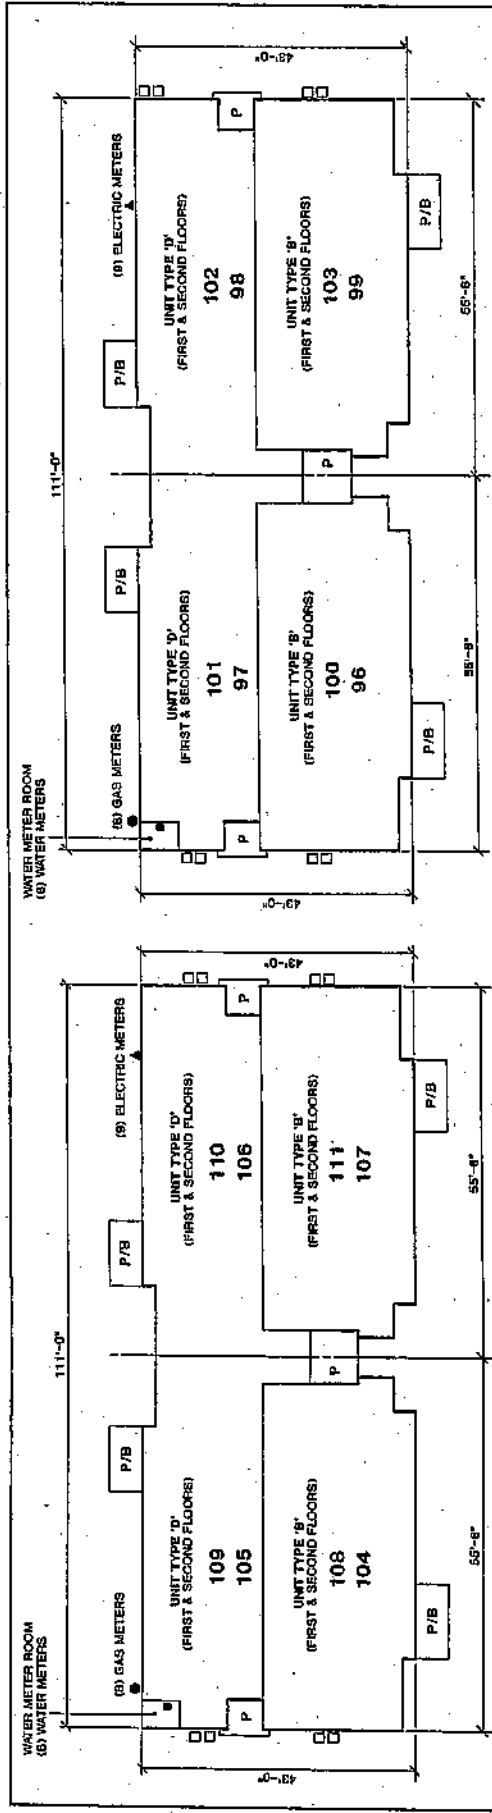 WATER METER ROOM
(8) WATER METERS
111'-0"
(8) GAS METERS
P/B
P/B
(9) ELECTRIC METERS
43'-0"
43'-0"
UNIT TYPE 'D'
(FIRST & SECOND FLOORS)
109
105
UNIT TYPE 'D'
(FIRST & SECOND FLOORS)
110
106
P
P
P
UNIT TYPE 'B'
(FIRST & SECOND FLOORS)
108
104
UNIT TYPE 'B'
(FIRST & SECOND FLOORS)
111
107
P/B
P/B
55'-6"
55'-6"
WATER METER ROOM
(8) WATER METERS
111'-0"
(8) GAS METERS
P/B
P/B
(9) ELECTRIC METERS
43'-0"
43'-0"
UNIT TYPE 'D'
(FIRST & SECOND FLOORS)
101
97
UNIT TYPE 'D'
(FIRST & SECOND FLOORS)
102
98
P
P
P
UNIT TYPE 'B'
(FIRST & SECOND FLOORS)
100
96
UNIT TYPE 'B'
(FIRST & SECOND FLOORS)
103
99
P/B
P/B
55'-6"
55'-6"